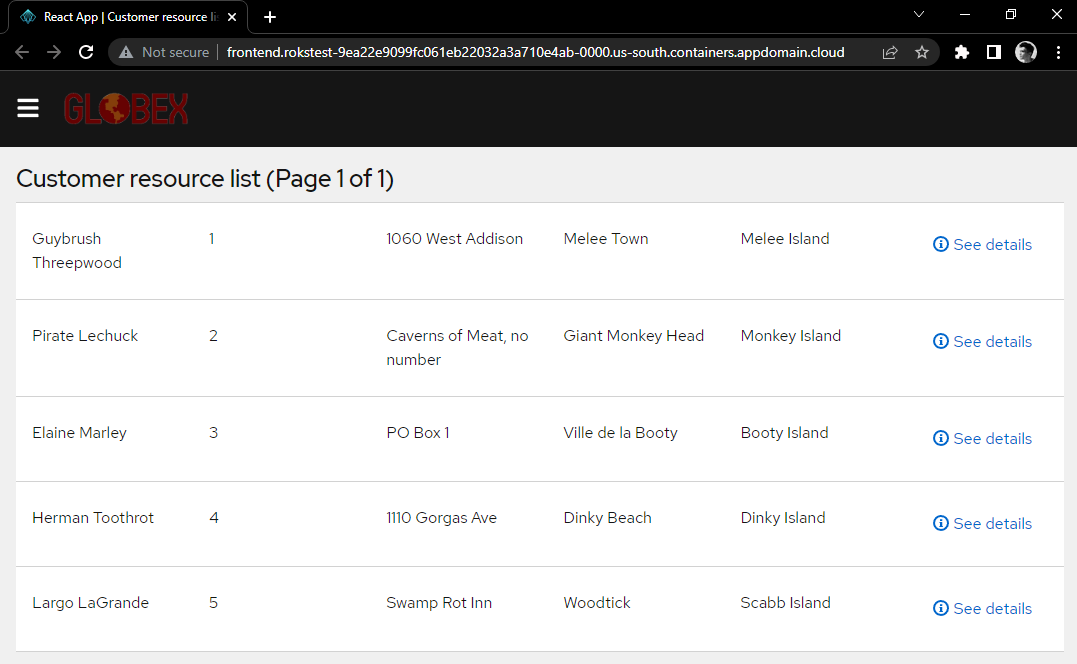 React App | Customer resource li
Not secure
frontend.rokstest-9ea22e9099fc061eb22032a3a710e4ab-0000.us-south.containers.appdomain.cloud
GLOBEX
Customer resource list (Page 1 of 1)
Guybrush Threepwood 1 1060 West Addison Melee Town Melee Island See details
Pirate Lechuck 2 Caverns of Meat, no number Giant Monkey Head Monkey Island See details
Elaine Marley 3 PO Box 1 Ville de la Booty Booty Island See details
Herman Toothrot 4 1110 Gorgas Ave Dinky Beach Dinky Island See details
Largo LaGrande 5 Swamp Rot Inn Woodtick Scabb Island See details